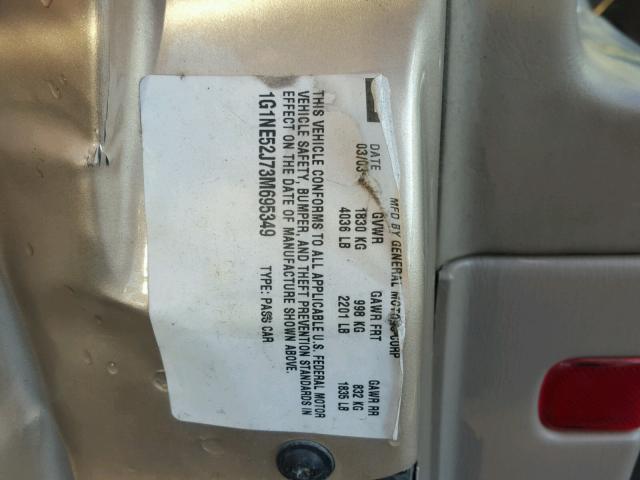 MFD BY GENERAL MOTORS CORP
DATE GVWR GAWR FRT GAWR RR
03/03 1830 KG 998 KG 832 KG
4036 LB 2201 LB 1835 LB
THIS VEHICLE CONFORMS TO ALL APPLICABLE U.S. FEDERAL MOTOR
VEHICLE SAFETY, BUMPER, AND THEFT PREVENTION STANDARDS IN
EFFECT ON THE DATE OF MANUFACTURE SHOWN ABOVE.
1G1NE52J73M695349 TYPE: PASS CAR